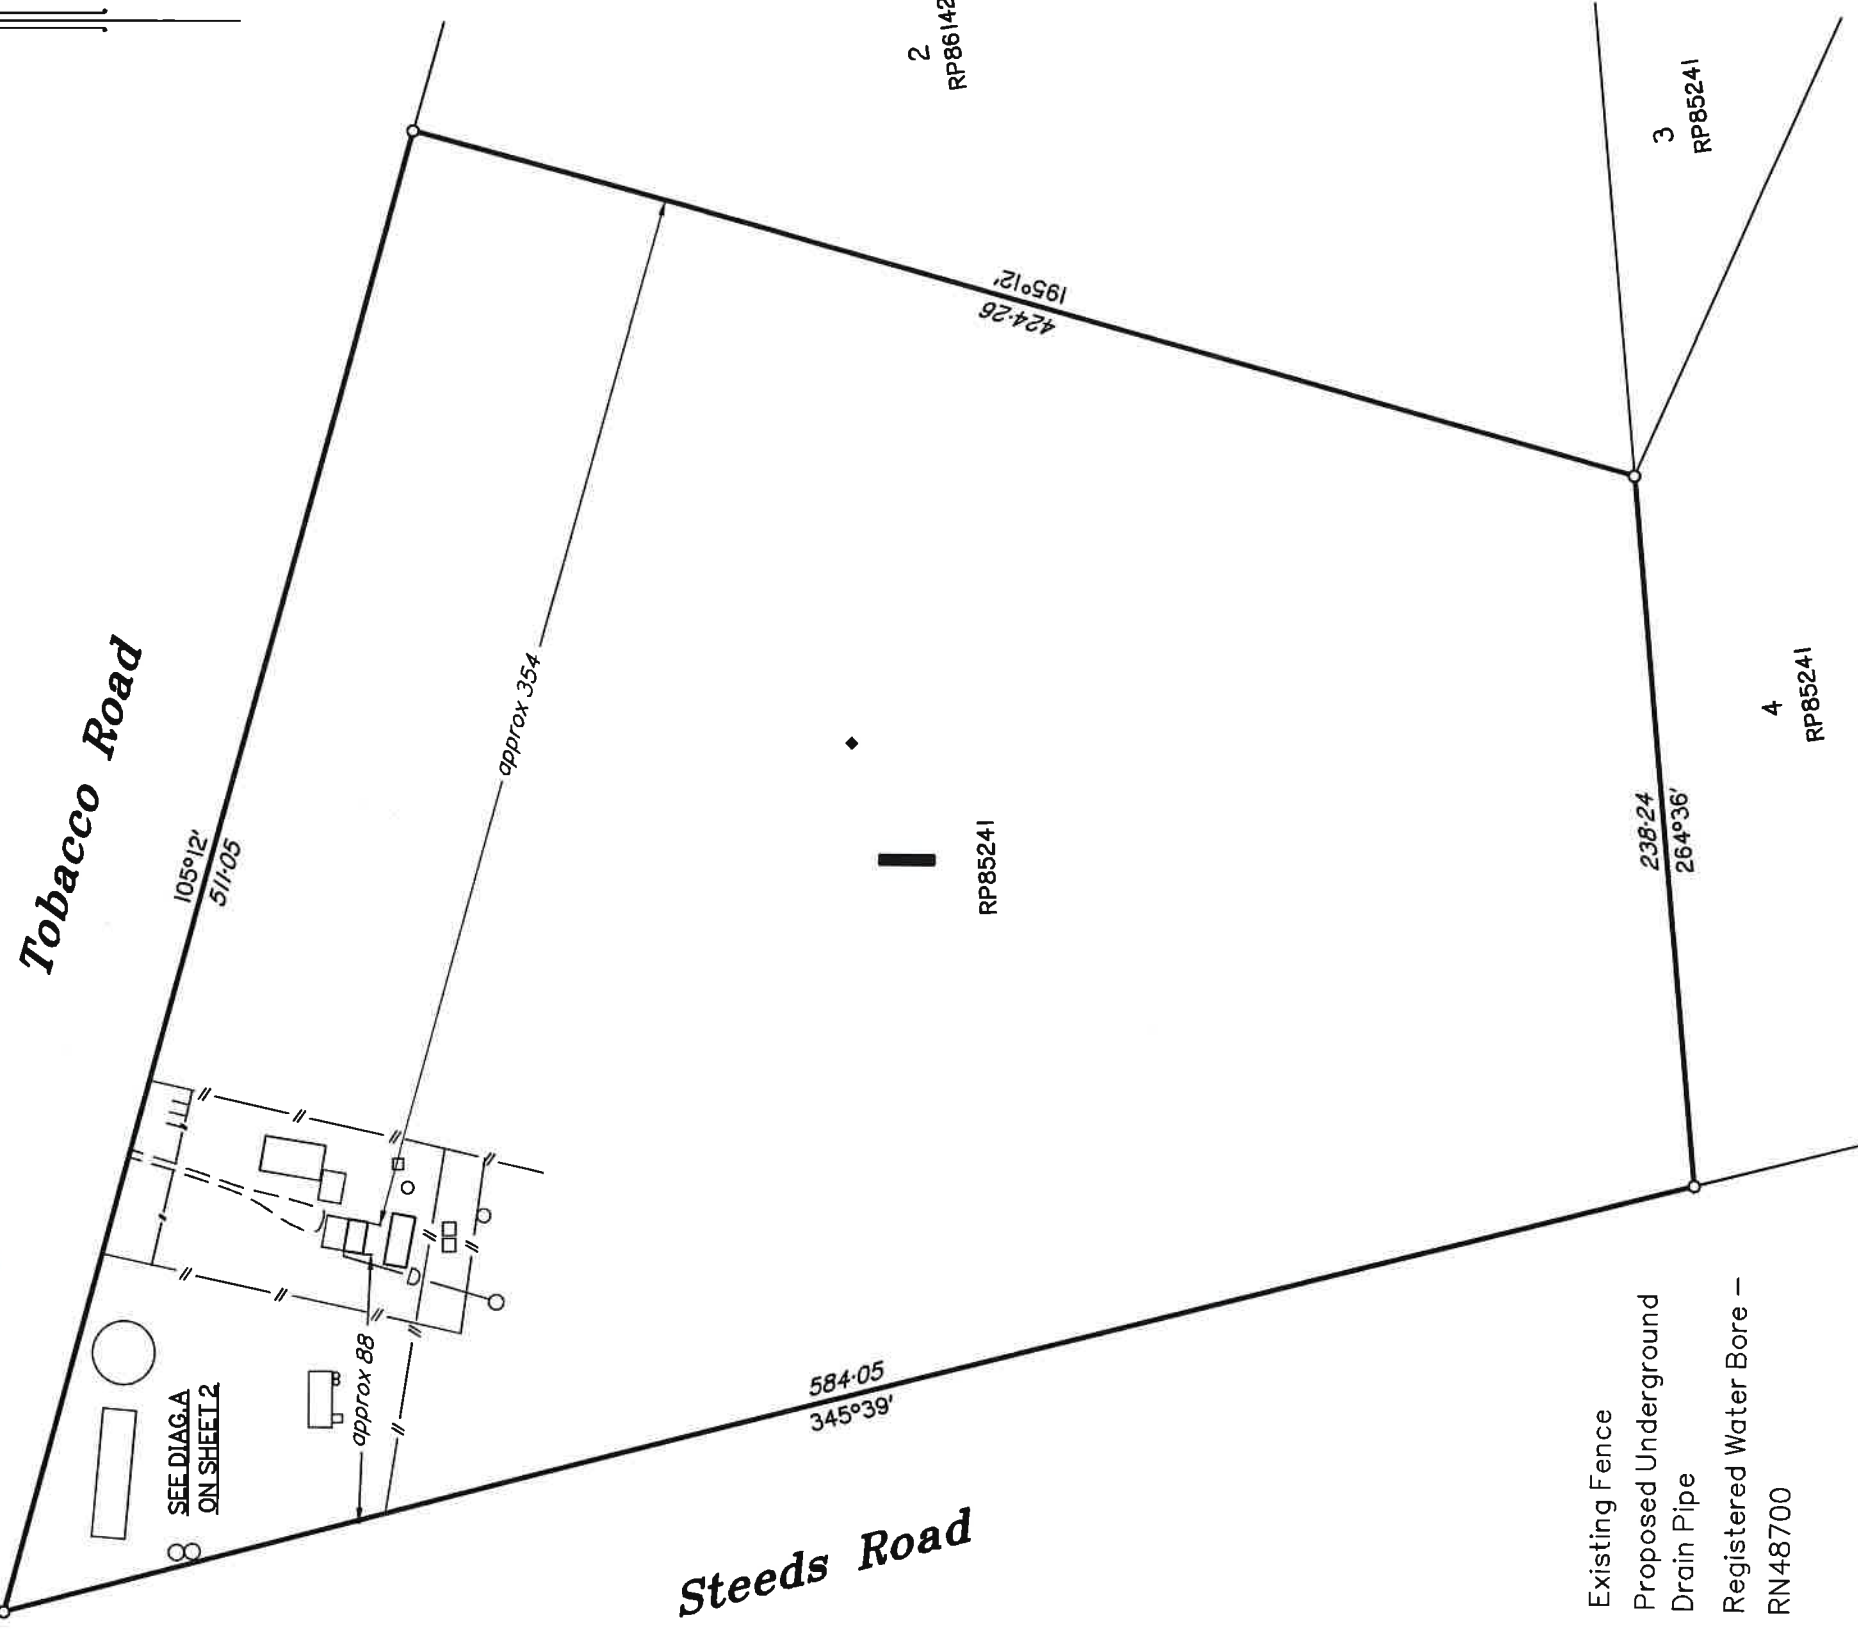 Tobacco Road
105°12'
511·05
2
RP86142
3
RP85241
195°12'
424·26
approx 354
1
RP85241
238·24
264°36'
4
RP85241
SEE DIAG.A
ON SHEET 2
approx 88
584·05
345°39'
Steeds Road
Existing Fence
Proposed Underground
Drain Pipe
Registered Water Bore –
RN48700